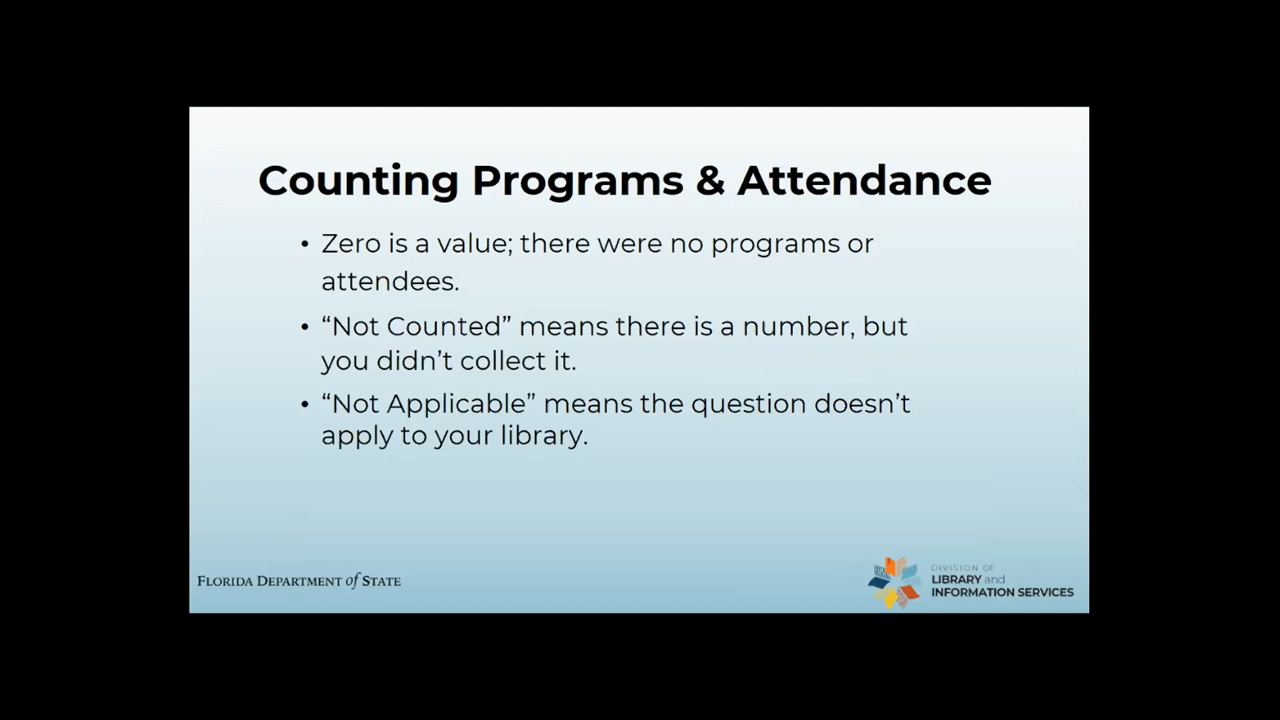 Counting Programs & Attendance
• Zero is a value; there were no programs or
attendees.
• “Not Counted” means there is a number, but
you didn’t collect it.
• “Not Applicable” means the question doesn’t
apply to your library.
FLORIDA DEPARTMENT of STATE
DIVISION OF
LIBRARY and
INFORMATION SERVICES